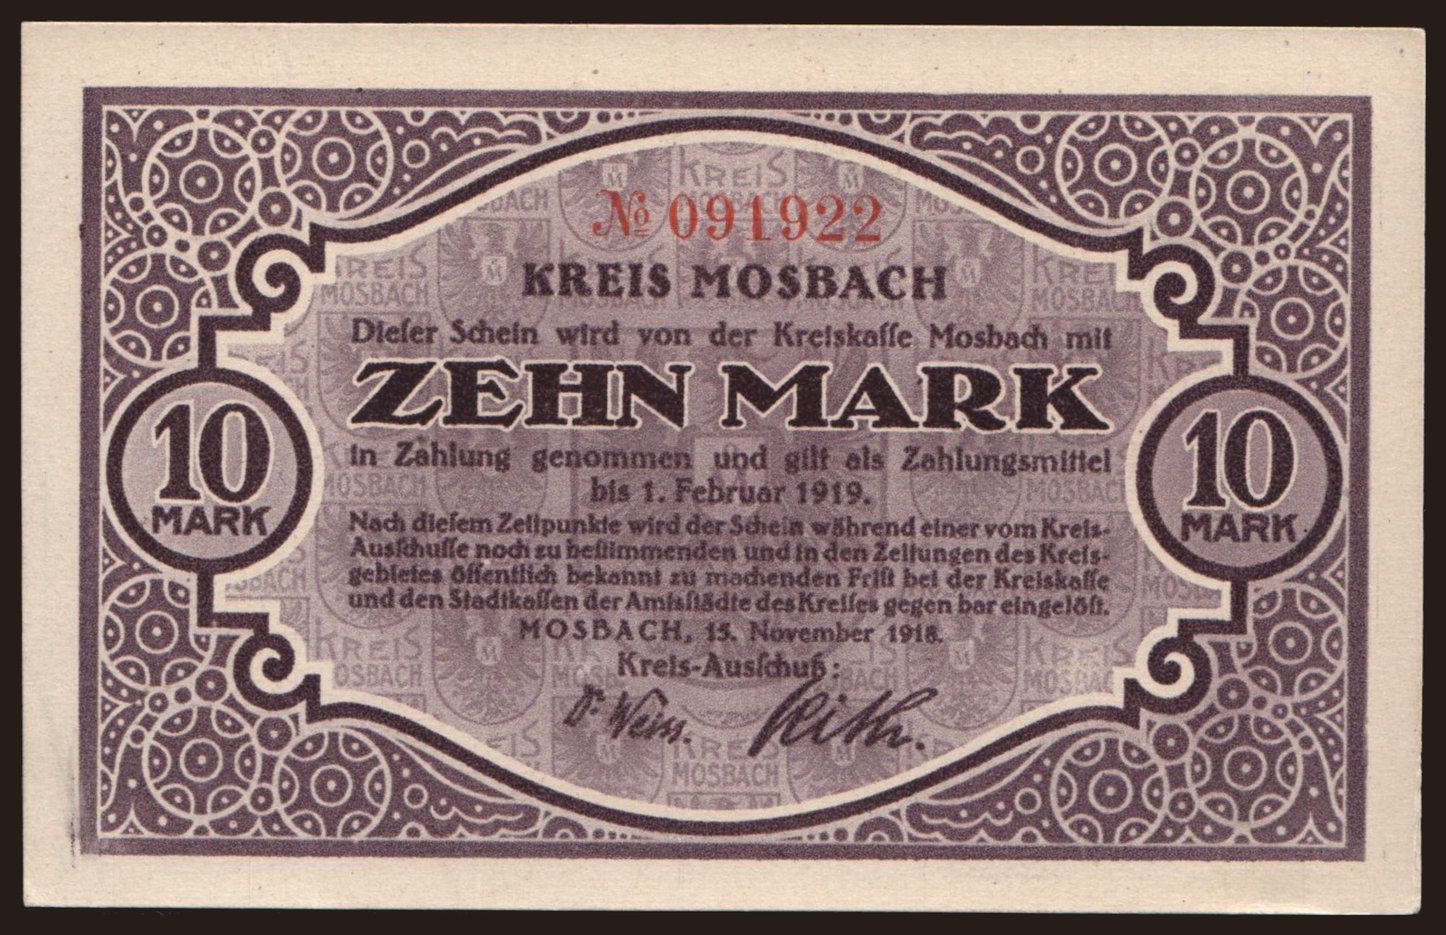 № 091922
KREIS MOSBACH
Dieſer Schein wird von der Kreiskaſſe Mosbach mit
ZEHN MARK
in Zahlung genommen und gilt als Zahlungsmittel
bis 1. Februar 1919.
10
MARK
10
MARK
Nach dieſem Zeitpunkte wird der Schein während einer vom Kreis-
Ausſchuſſe noch zu beſtimmenden und in den Zeitungen des Kreis-
gebietes öffentlich bekannt zu machenden Friſt bei der Kreiskaſſe
und den Stadtkaſſen der Amtsſtädte des Kreiſes gegen bar eingelöſt.
MOSBACH, 15. November 1918.
Kreis-Ausſchuß: